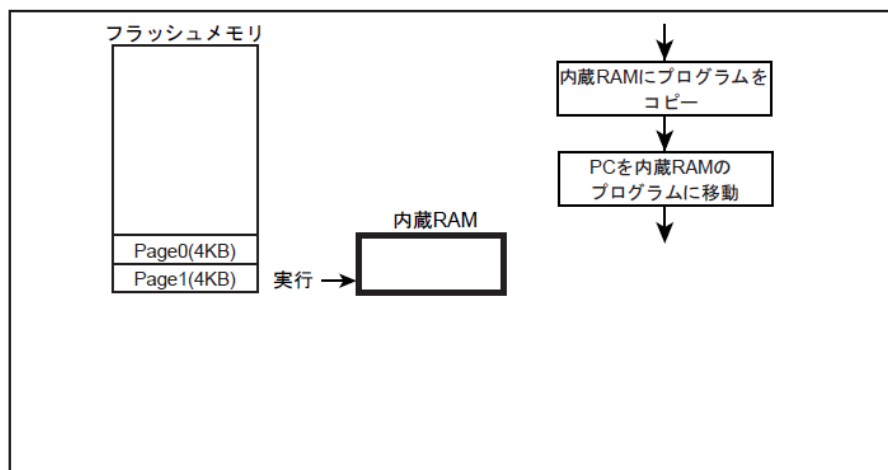 フラッシュメモリ
Page0(4KB)
Page1(4KB)
実行
内蔵RAM
内蔵RAMにプログラムを
コピー
PCを内蔵RAMの
プログラムに移動